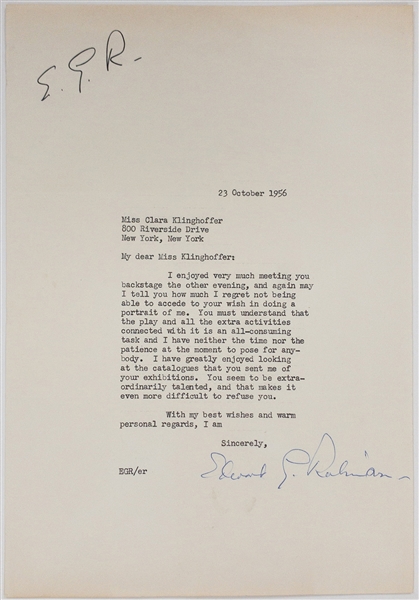 E. G. R.
23 October 1956
Miss Clara Klinghoffer
800 Riverside Drive
New York, New York
My dear Miss Klinghoffer:
I enjoyed very much meeting you
backstage the other evening, and again may
I tell you how much I regret not being
able to accede to your wish in doing a
portrait of me. You must understand that
the play and all the extra activities
connected with it is an all-consuming
task and I have neither the time nor the
patience at the moment to pose for any-
body. I have greatly enjoyed looking
at the catalogues that you sent me of
your exhibitions. You seem to be extra-
ordinarily talented, and that makes it
even more difficult to refuse you.
With my best wishes and warm
personal regards, I am
Sincerely,
Edward G. Robinson
EGR/er